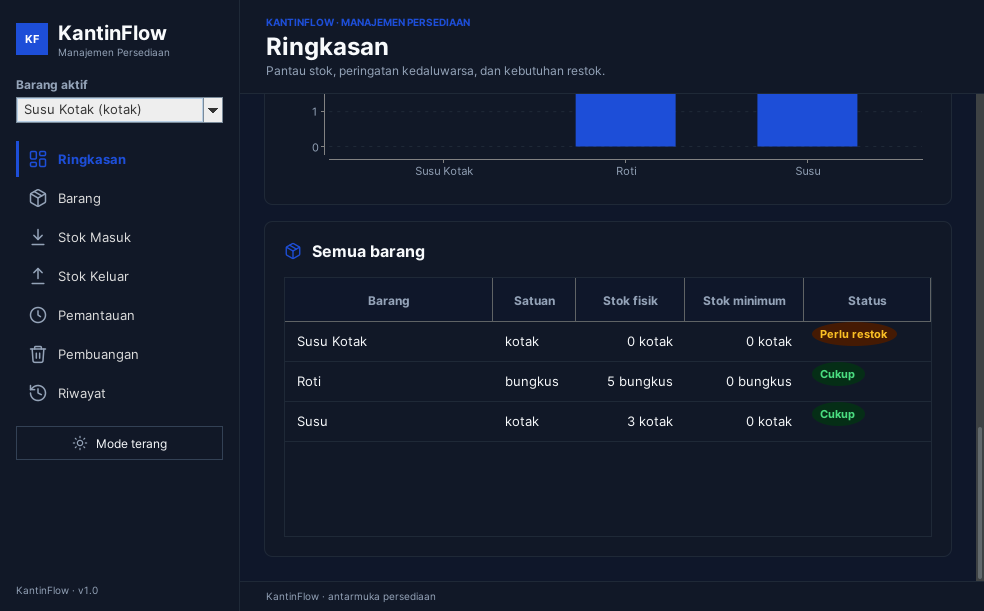 KF
KantinFlow
Manajemen Persediaan
Barang aktif
Susu Kotak (kotak)
Ringkasan
Barang
Stok Masuk
Stok Keluar
Pemantauan
Pembuangan
Riwayat
Mode terang
KantinFlow · v1.0
KANTINFLOW · MANAJEMEN PERSEDIAAN
Ringkasan
Pantau stok, peringatan kedaluwarsa, dan kebutuhan restok.
1
0
Susu Kotak Roti Susu
Semua barang
Barang Satuan Stok fisik Stok minimum Status
Susu Kotak kotak 0 kotak 0 kotak Perlu restok
Roti bungkus 5 bungkus 0 bungkus Cukup
Susu kotak 3 kotak 0 kotak Cukup
KantinFlow · antarmuka persediaan